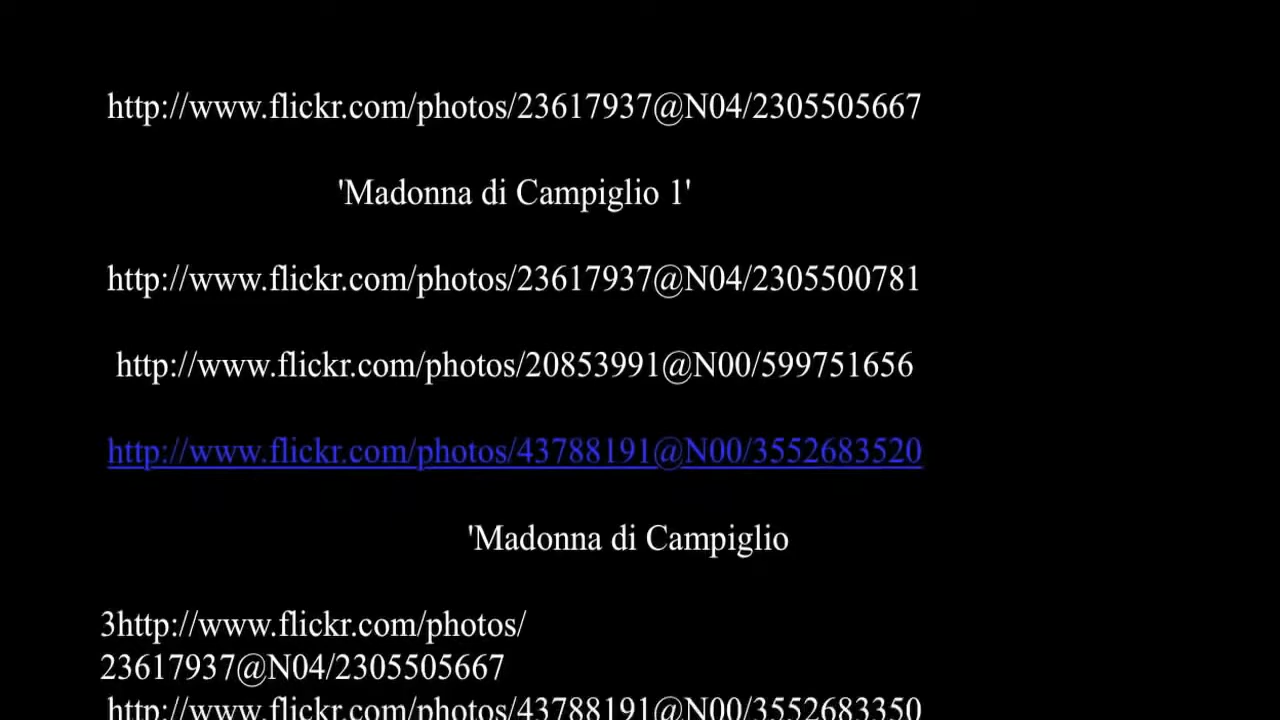 http://www.flickr.com/photos/23617937@N04/2305505667
'Madonna di Campiglio 1'
http://www.flickr.com/photos/23617937@N04/2305500781
http://www.flickr.com/photos/20853991@N00/599751656
http://www.flickr.com/photos/43788191@N00/3552683520
'Madonna di Campiglio
3http://www.flickr.com/photos/
23617937@N04/2305505667
http://www.flickr.com/photos/43788191@N00/3552683350